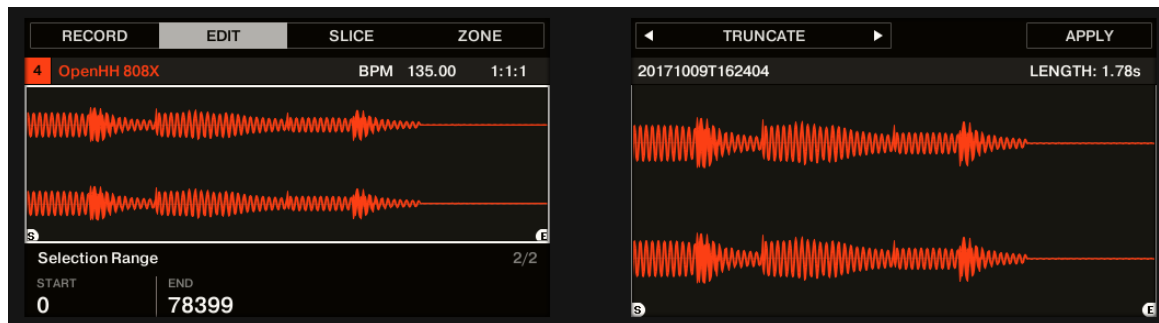 RECORD EDIT SLICE ZONE
4 OpenHH 808X BPM 135.00 1:1:1
S E
Selection Range 2/2
START END
0 78399
TRUNCATE APPLY
20171009T162404 LENGTH: 1.78s
S E